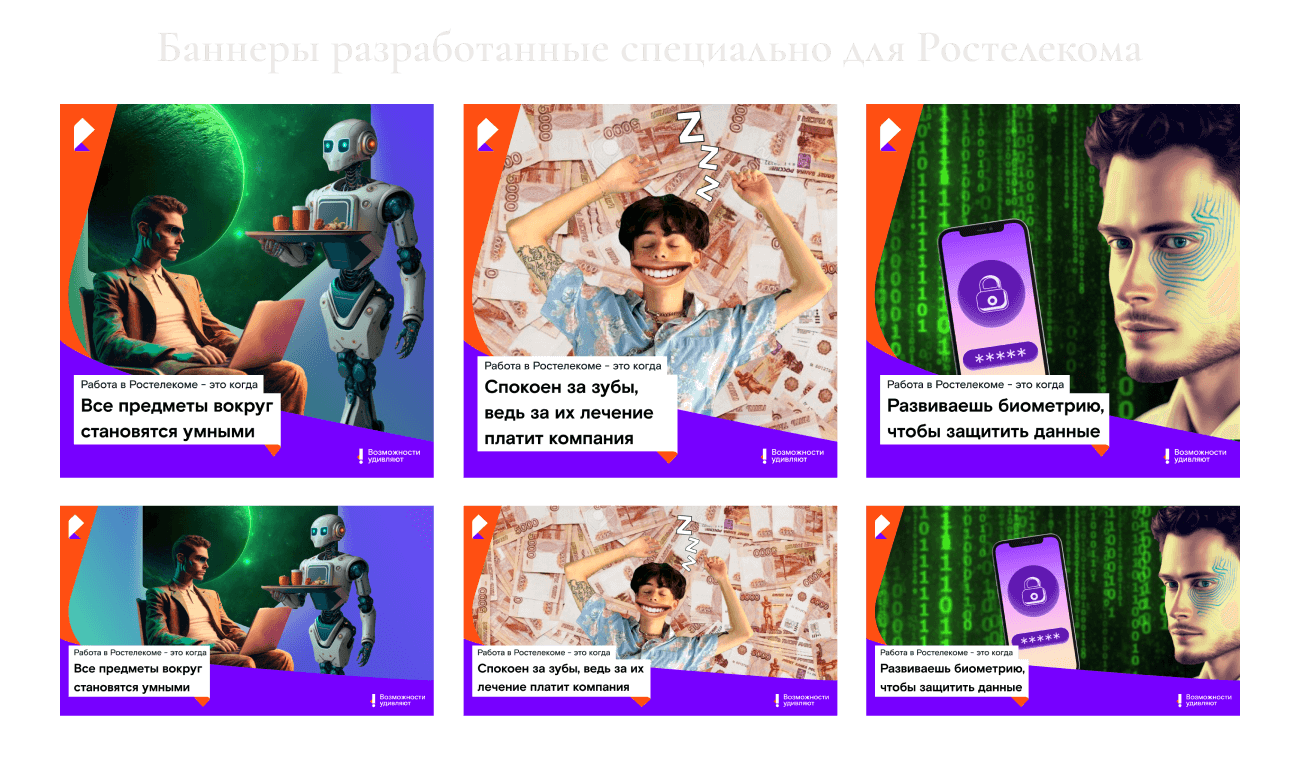 Баннеры разработанные специально для Ростелекома
Работа в Ростелекоме - это когда
Все предметы вокруг
становятся умными
Возможности
удивляют
Z
Z
Z
5000
Работа в Ростелекоме - это когда
Спокоен за зубы,
ведь за их лечение
платит компания
Возможности
удивляют
*****
Работа в Ростелекоме - это когда
Развиваешь биометрию,
чтобы защитить данные
Возможности
удивляют
Работа в Ростелекоме - это когда
Все предметы вокруг
становятся умными
Возможности
удивляют
Z
Z
Z
5000
Работа в Ростелекоме - это когда
Спокоен за зубы, ведь за их
лечение платит компания
Возможности
удивляют
*****
Работа в Ростелекоме - это когда
Развиваешь биометрию,
чтобы защитить данные
Возможности
удивляют